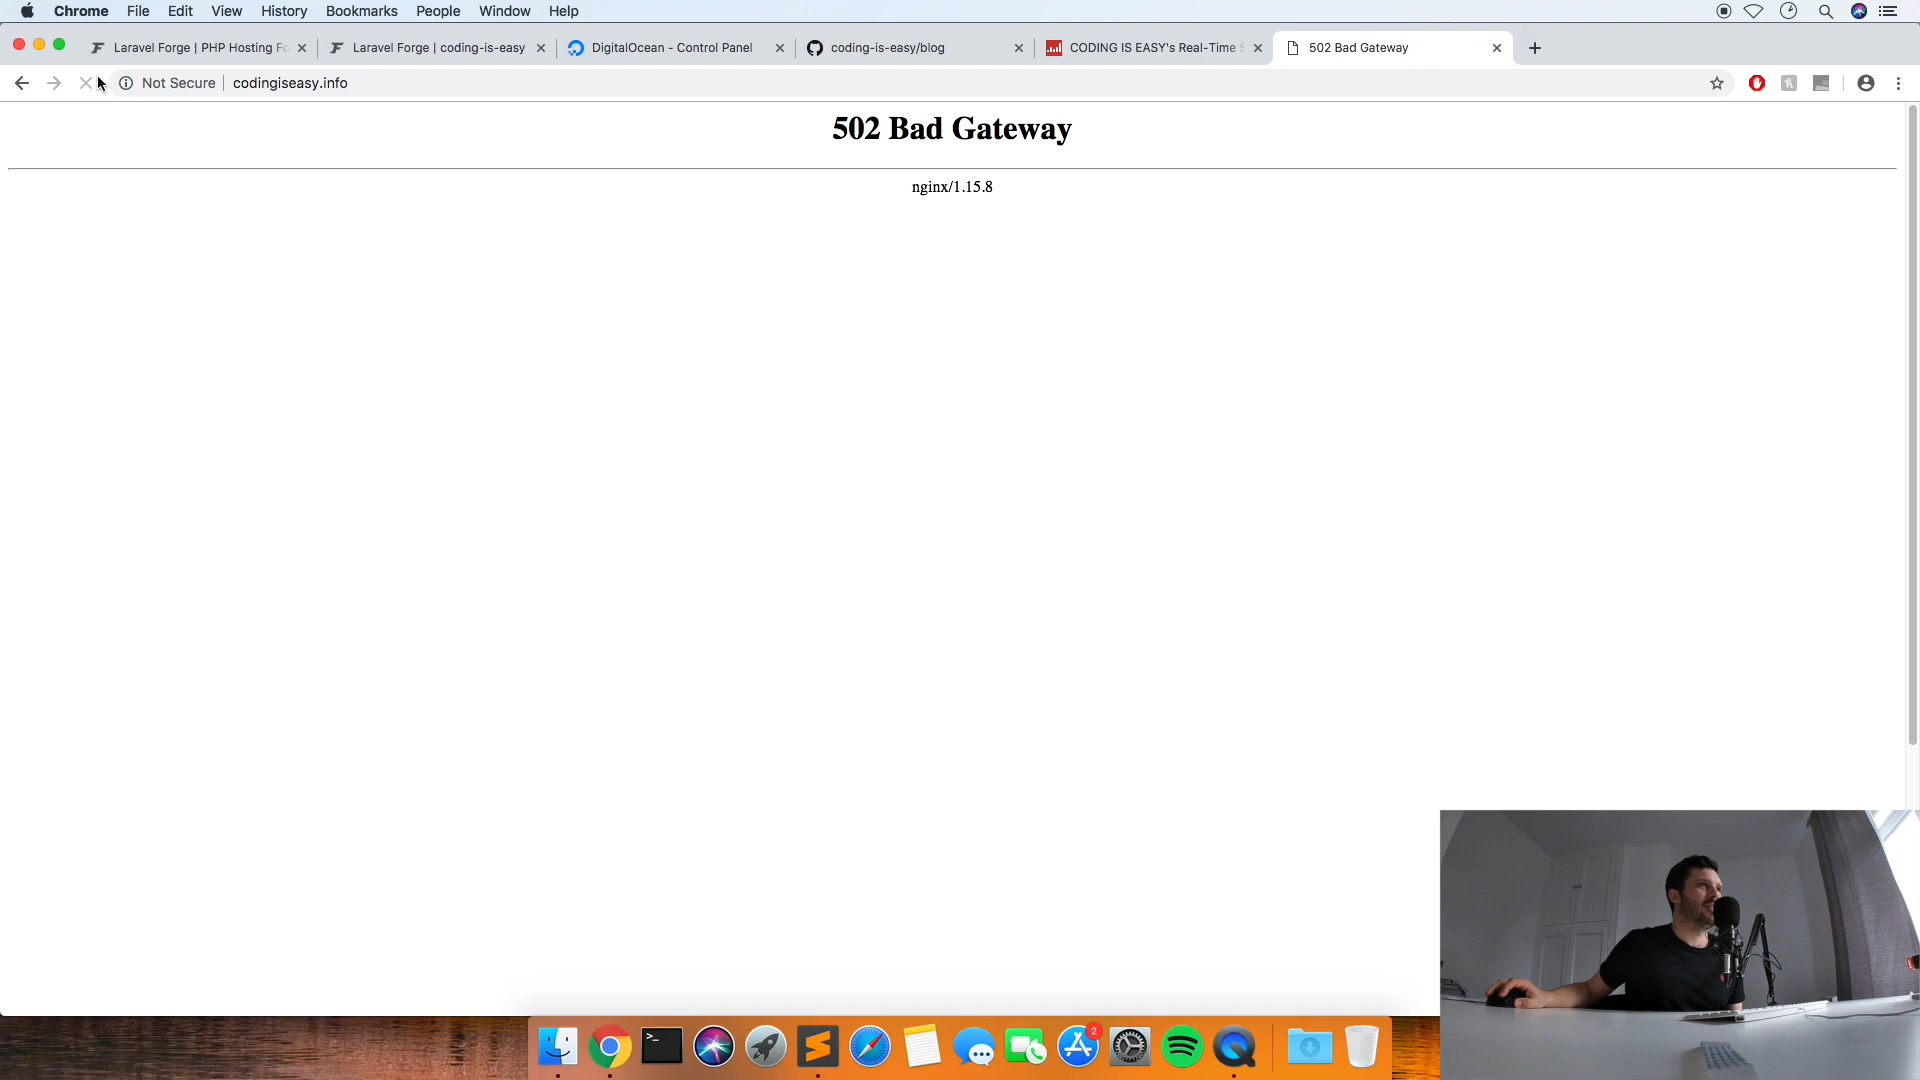 Chrome File Edit View History Bookmarks People Window Help
Laravel Forge | PHP Hosting Fo
Laravel Forge | coding-is-easy
DigitalOcean - Control Panel
coding-is-easy/blog
CODING IS EASY's Real-Time S
502 Bad Gateway
Not Secure codingiseasy.info
502 Bad Gateway
nginx/1.15.8
2